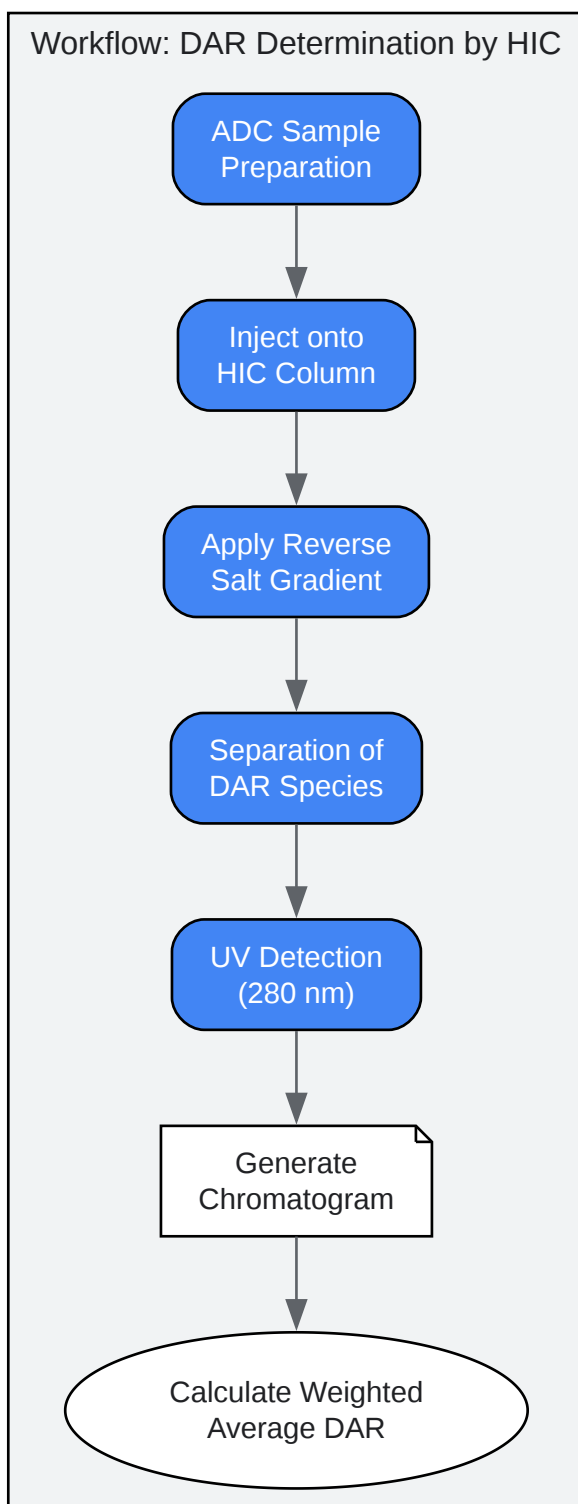 Workflow: DAR Determination by HIC
ADC Sample
Preparation
Inject onto
HIC Column
Apply Reverse
Salt Gradient
Separation of
DAR Species
UV Detection
(280 nm)
Generate
Chromatogram
Calculate Weighted
Average DAR